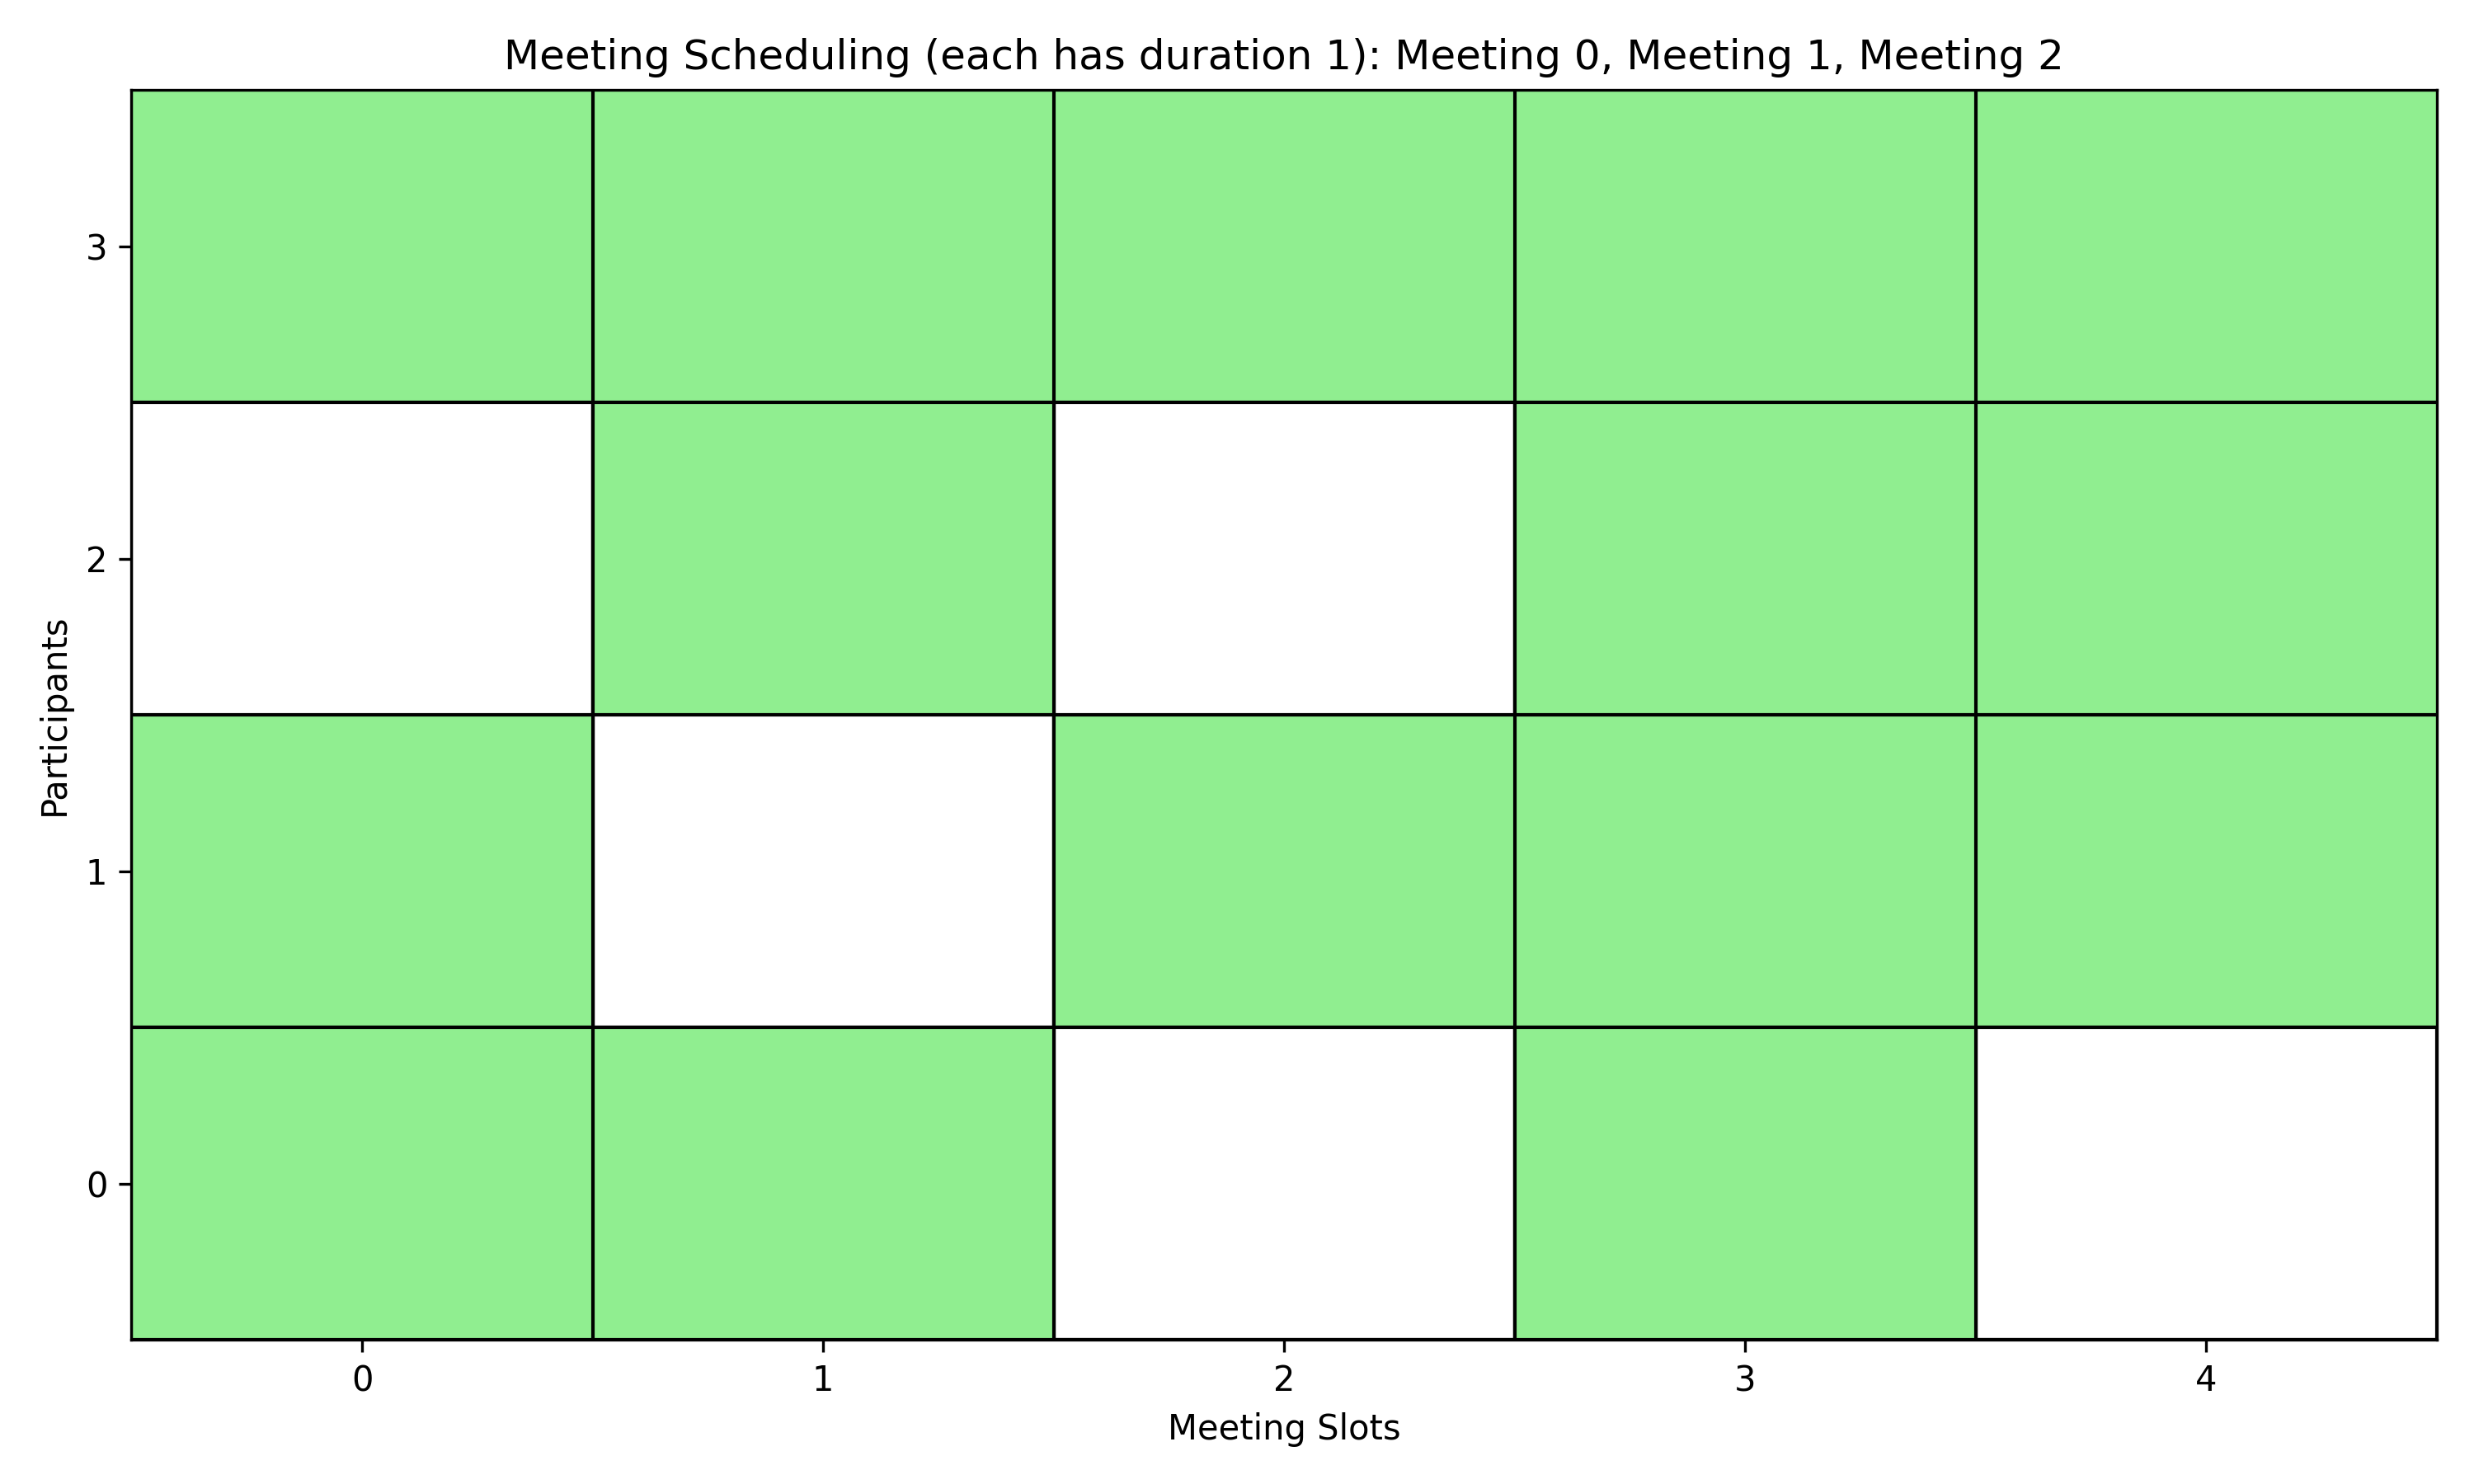 Meeting Scheduling (each has duration 1): Meeting 0, Meeting 1, Meeting 2
3
2
1
0
Participants
0 1 2 3 4
Meeting Slots